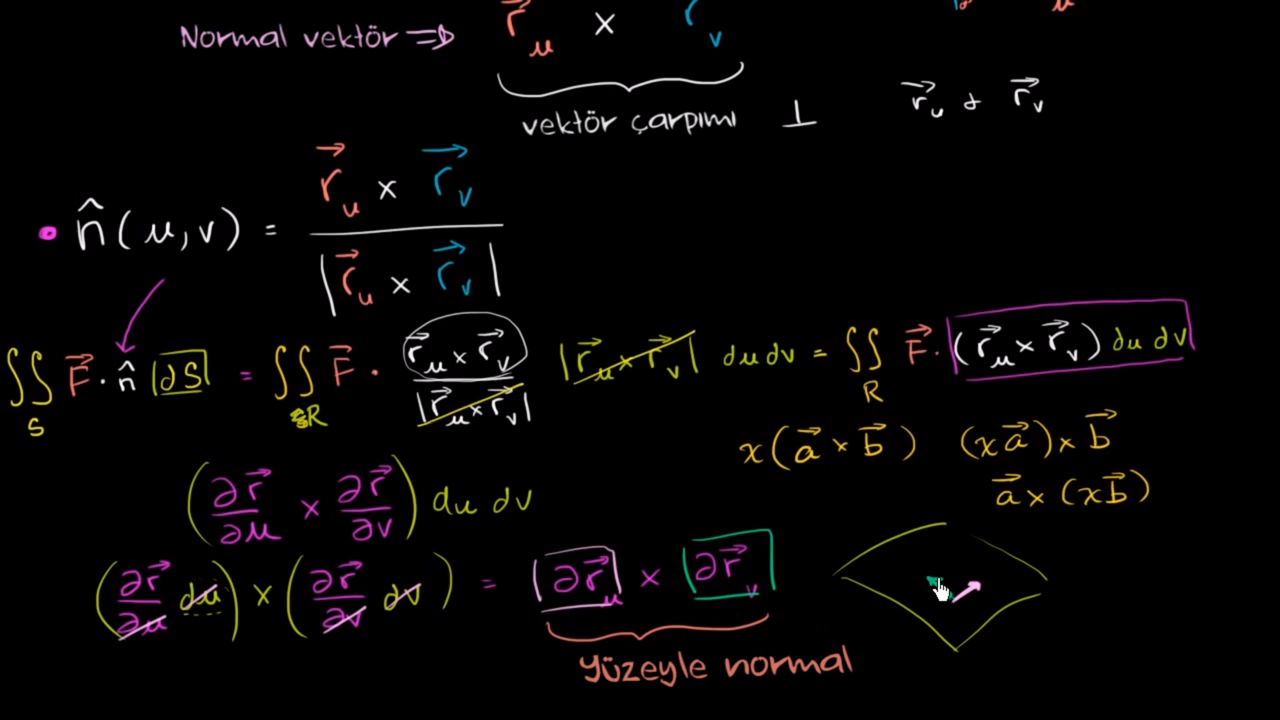 Normal vektör ⇒ r⃗_u × r⃗_v
vektör çarpımı ⊥ r⃗_u & r⃗_v
• n̂(u,v) = (r⃗_u × r⃗_v) / |r⃗_u × r⃗_v|
∬_S F⃗ · n̂ ∂S = ∬_R F⃗ · (r⃗_u × r⃗_v) / |r⃗_u × r⃗_v| |r⃗_u × r⃗_v| du dv = ∬_R F⃗ · (r⃗_u × r⃗_v) du dv
x(a⃗ × b⃗) (xa⃗) × b⃗
a⃗ × (xb⃗)
(∂r⃗/∂u × ∂r⃗/∂v) du dv
(∂r⃗/∂u du) × (∂r⃗/∂v dv) = ∂r⃗_u × ∂r⃗_v
yüzeyle normal